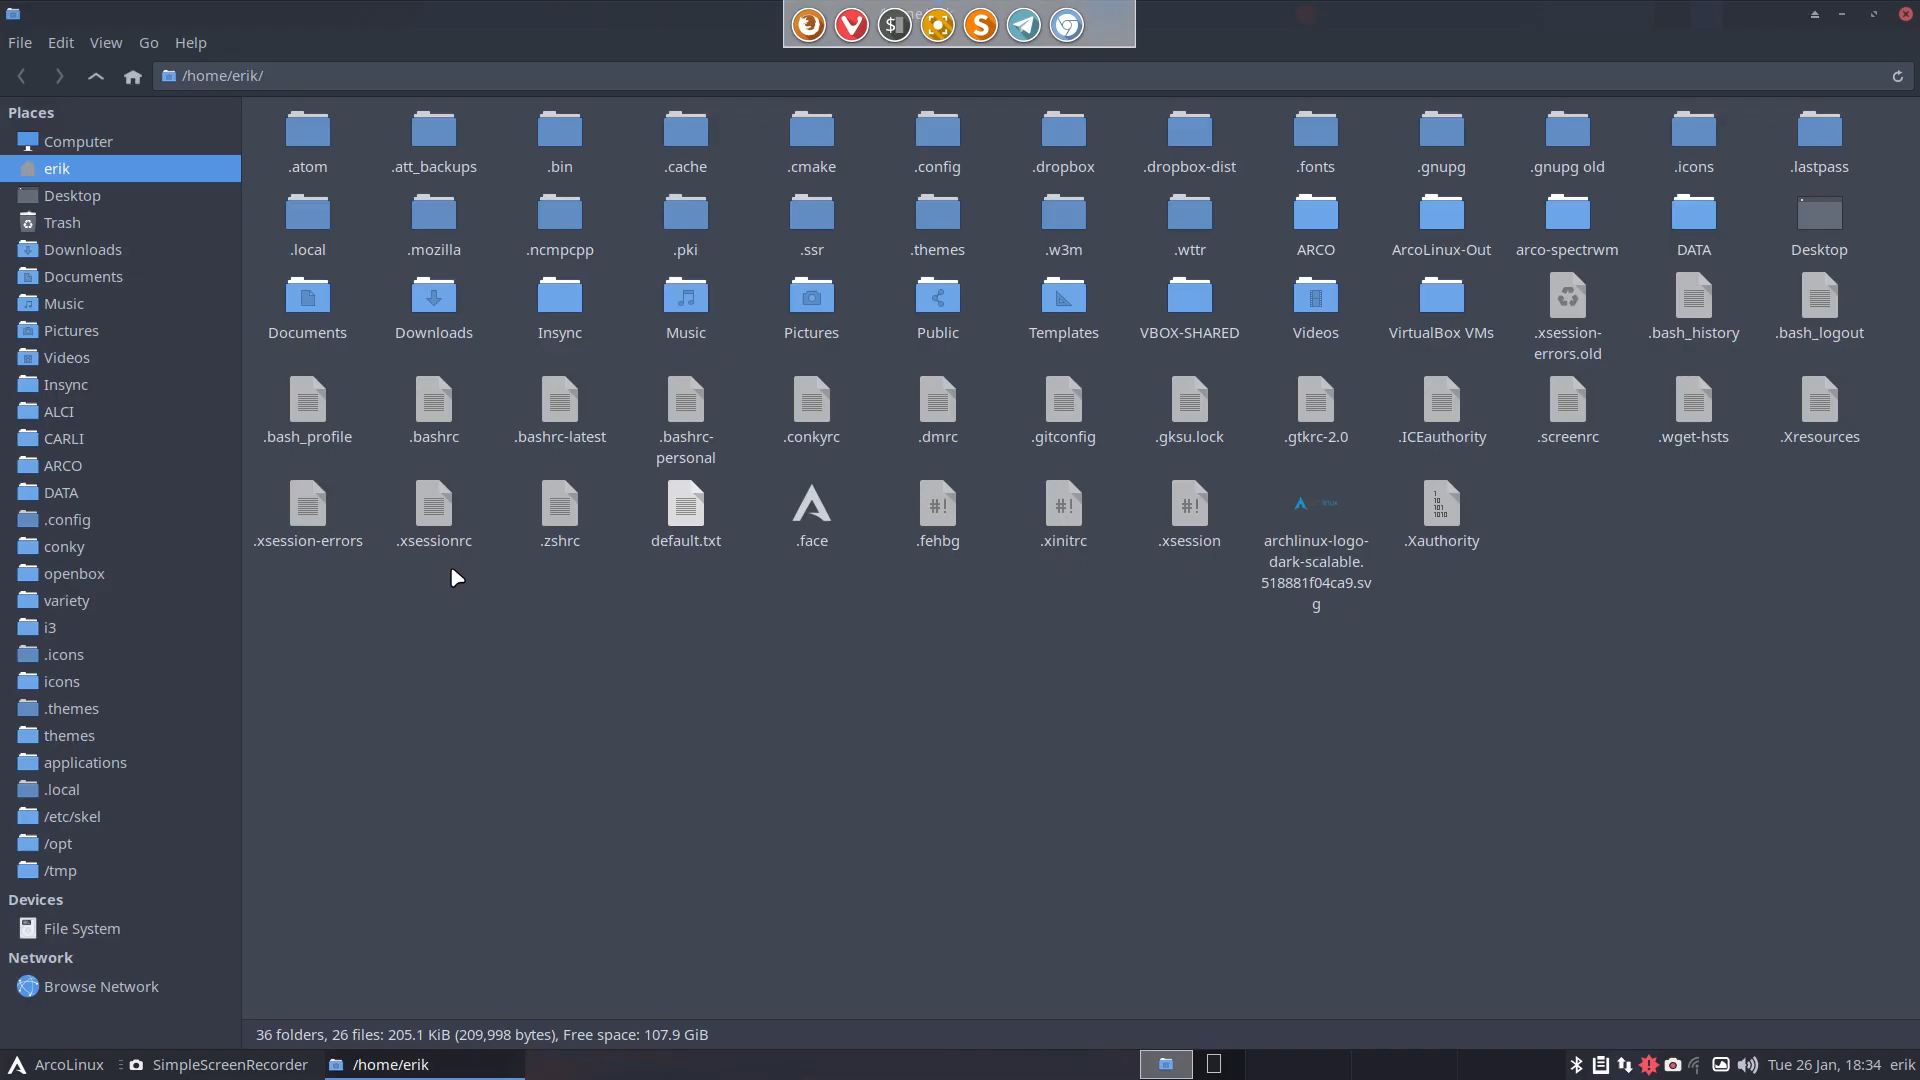 File Edit View Go Help
/home/erik/
Places
Computer
erik
Desktop
Trash
Downloads
Documents
Music
Pictures
Videos
Insync
ALCI
CARLI
ARCO
DATA
.config
conky
openbox
variety
i3
.icons
icons
.themes
themes
applications
.local
/etc/skel
/opt
/tmp
Devices
File System
Network
Browse Network
.atom .att_backups .bin .cache .cmake .config .dropbox .dropbox-dist .fonts .gnupg .gnupg old .icons .lastpass
.local .mozilla .ncmpcpp .pki .ssr .themes .w3m .wttr ARCO ArcoLinux-Out arco-spectrwm DATA Desktop
Documents Downloads Insync Music Pictures Public Templates VBOX-SHARED Videos VirtualBox VMs .xsession- .bash_history .bash_logout
errors.old
.bash_profile .bashrc .bashrc-latest .bashrc- .conkyrc .dmrc .gitconfig .gksu.lock .gtkrc-2.0 .ICEauthority .screenrc .wget-hsts .Xresources
personal
.xsession-errors .xsessionrc .zshrc default.txt .face .fehbg .xinitrc .xsession archlinux-logo- .Xauthority
dark-scalable.
518881f04ca9.sv
g
36 folders, 26 files: 205.1 KiB (209,998 bytes), Free space: 107.9 GiB
ArcoLinux SimpleScreenRecorder /home/erik Tue 26 Jan, 18:34 erik